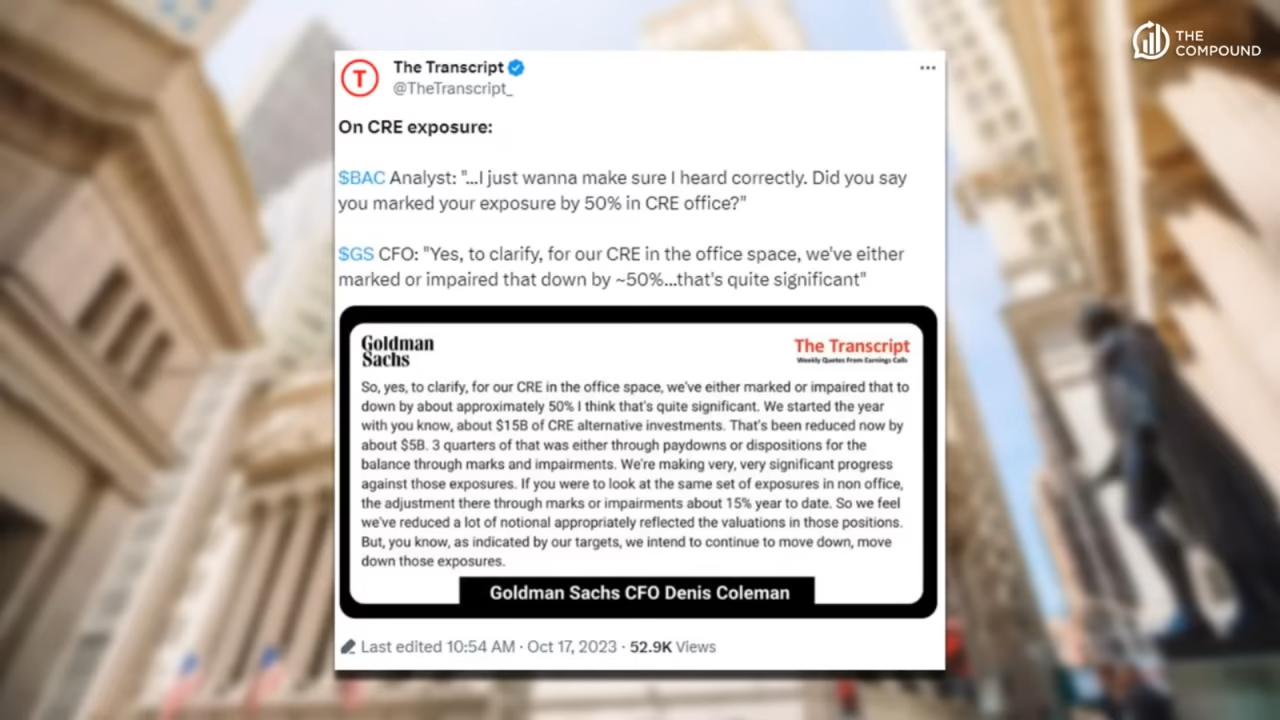 THE
COMPOUND
The Transcript
@TheTranscript_
On CRE exposure:
$BAC Analyst: "...I just wanna make sure I heard correctly. Did you say
you marked your exposure by 50% in CRE office?"
$GS CFO: "Yes, to clarify, for our CRE in the office space, we've either
marked or impaired that down by ~50%...that's quite significant"
Goldman
Sachs
The Transcript
Weekly Quotes From Earnings Calls
So, yes, to clarify, for our CRE in the office space, we've either marked or impaired that to
down by about approximately 50% I think that's quite significant. We started the year
with you know, about $15B of CRE alternative investments. That's been reduced now by
about $5B. 3 quarters of that was either through paydowns or dispositions for the
balance through marks and impairments. We're making very, very significant progress
against those exposures. If you were to look at the same set of exposures in non office,
the adjustment there through marks or impairments about 15% year to date. So we feel
we've reduced a lot of notional appropriately reflected the valuations in those positions.
But, you know, as indicated by our targets, we intend to continue to move down, move
down those exposures.
Goldman Sachs CFO Denis Coleman
Last edited 10:54 AM · Oct 17, 2023 · 52.9K Views